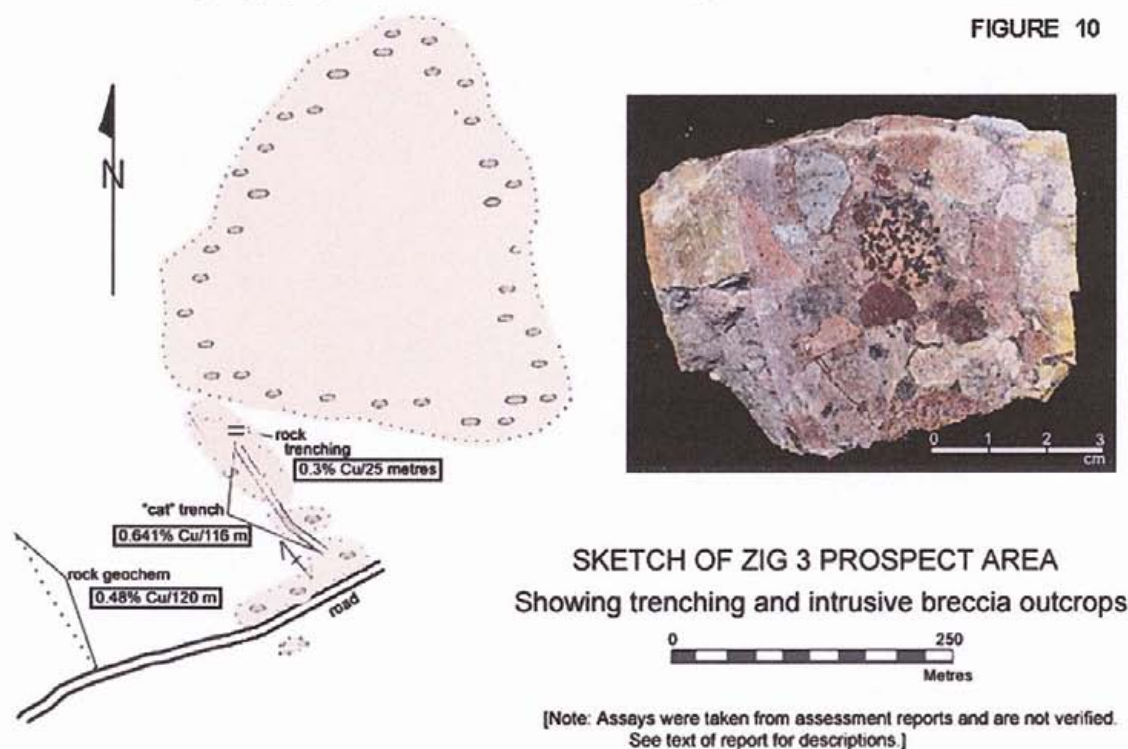 FIGURE 10
N
rock
trenching
0.3% Cu/25 metres
"cat" trench
0.641% Cu/116 m
rock geochem
0.48% Cu/120 m
road
0 1 2 3
cm
SKETCH OF ZIG 3 PROSPECT AREA
Showing trenching and intrusive breccia outcrops
0 250
Metres
[Note: Assays were taken from assessment reports and are not verified.
See text of report for descriptions.]